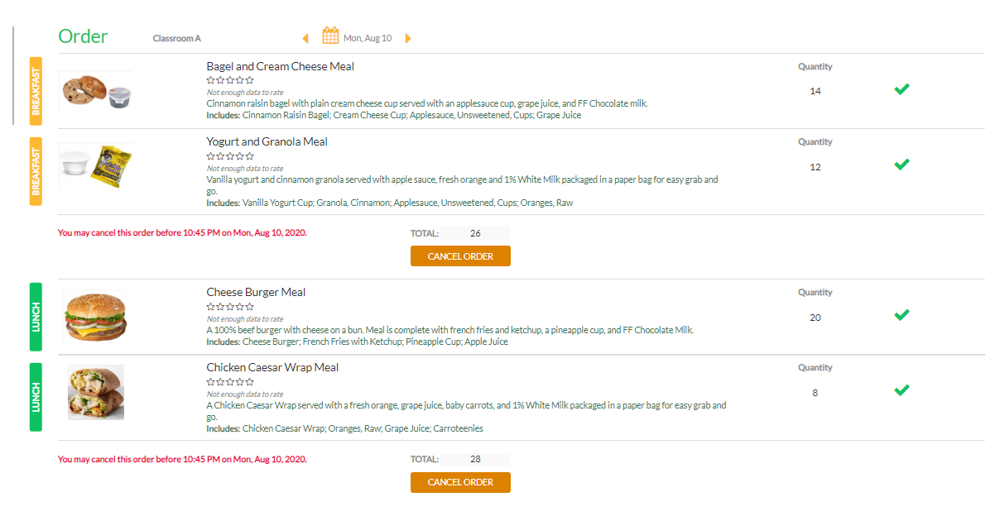 Order
Classroom A
Mon, Aug 10
BREAKFAST
Bagel and Cream Cheese Meal
Not enough data to rate
Cinnamon raisin bagel with plain cream cheese cup served with an applesauce cup, grape juice, and FF Chocolate milk.
Includes: Cinnamon Raisin Bagel; Cream Cheese Cup; Applesauce, Unsweetened, Cups; Grape Juice
Quantity
14
BREAKFAST
Yogurt and Granola Meal
Not enough data to rate
Vanilla yogurt and cinnamon granola served with apple sauce, fresh orange and 1% White Milk packaged in a paper bag for easy grab and
go.
Includes: Vanilla Yogurt Cup; Granola, Cinnamon; Applesauce, Unsweetened, Cups; Oranges, Raw
Quantity
12
You may cancel this order before 10:45 PM on Mon, Aug 10, 2020.
TOTAL: 26
CANCEL ORDER
LUNCH
Cheese Burger Meal
Not enough data to rate
A 100% beef burger with cheese on a bun. Meal is complete with french fries and ketchup, a pineapple cup, and FF Chocolate Milk.
Includes: Cheese Burger; French Fries with Ketchup; Pineapple Cup; Apple Juice
Quantity
20
LUNCH
Chicken Caesar Wrap Meal
Not enough data to rate
A Chicken Caesar Wrap served with a fresh orange, grape juice, baby carrots, and 1% White Milk packaged in a paper bag for easy grab and
go.
Includes: Chicken Caesar Wrap; Oranges, Raw; Grape Juice; Carroteenies
Quantity
8
You may cancel this order before 10:45 PM on Mon, Aug 10, 2020.
TOTAL: 28
CANCEL ORDER